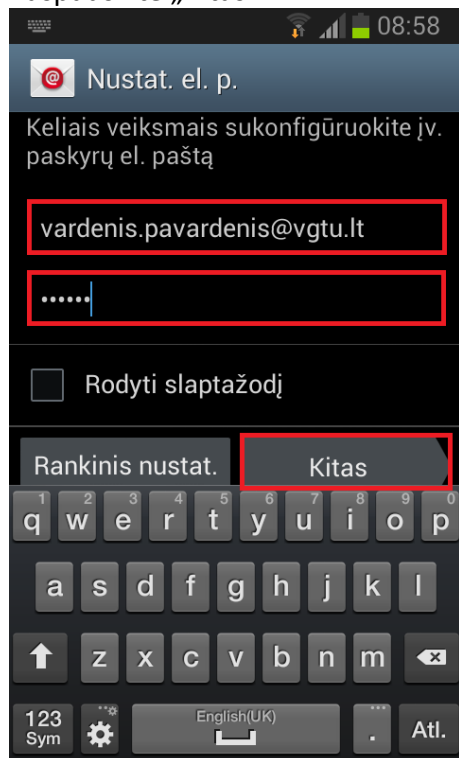 08:58
Nustat. el. p.
Keliais veiksmais sukonfigūruokite įv.
paskyrų el. paštą
vardenis.pavardenis@vgtu.lt
••••••
Rodyti slaptažodį
Rankinis nustat.
Kitas
1 2 3 4 5 6 7 8 9 0
q w e r t y u i o p
a s d f g h j k l
z x c v b n m
123
Sym
English(UK)
.
Atl.